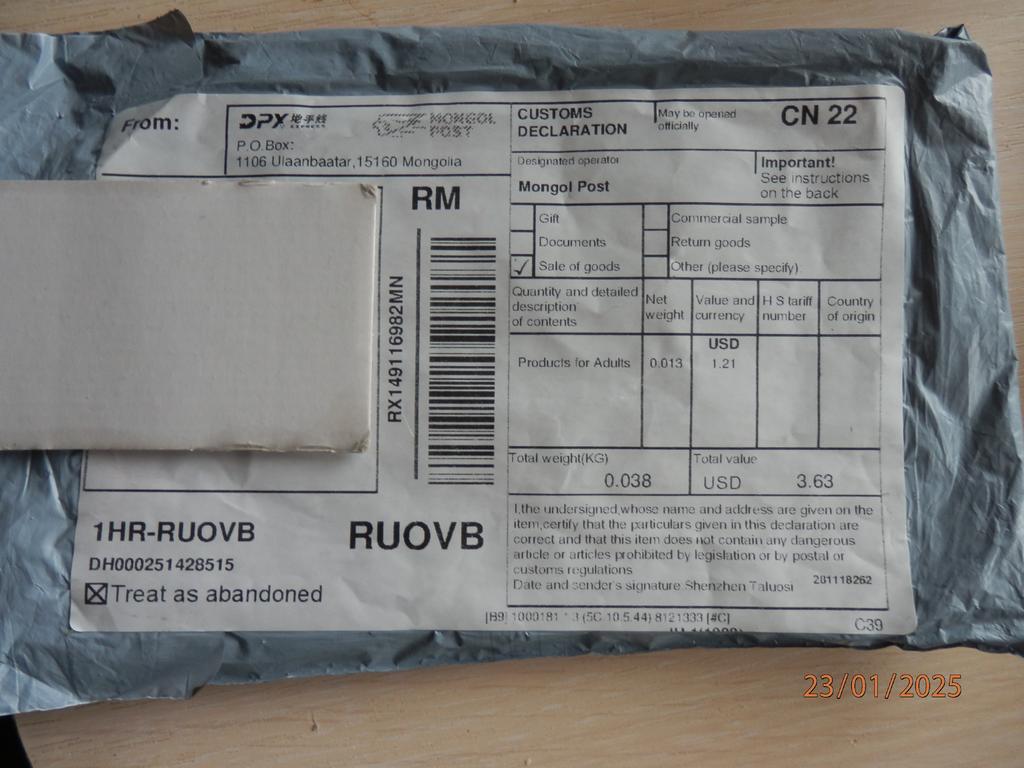 From:
DPX 地平线
EXPRESS
MONGOL
POST
P.O.Box:
1106 Ulaanbaatar,15160 Mongolia
CUSTOMS
DECLARATION
May be opened
officially
CN 22
Designated operator
Mongol Post
Important!
See instructions
on the back
RM
RX149116982MN
Gift
Commercial sample
Documents
Return goods
✓ Sale of goods
Other (please specify)
Quantity and detailed
description
of contents
Net
weight
Value and
currency
H S tariff
number
Country
of origin
USD
Products for Adults 0.013 1.21
Total weight(KG)
0.038
Total value
USD 3.63
I,the undersigned,whose name and address are given on the
item,certify that the particulars given in this declaration are
correct and that this item does not contain any dangerous
article or articles prohibited by legislation or by postal or
customs regulations
Date and sender's signature Shenzhen Taluosi 281118262
1HR-RUOVB
RUOVB
DH000251428515
☒ Treat as abandoned
8121333 [#C]
C39
23/01/2025